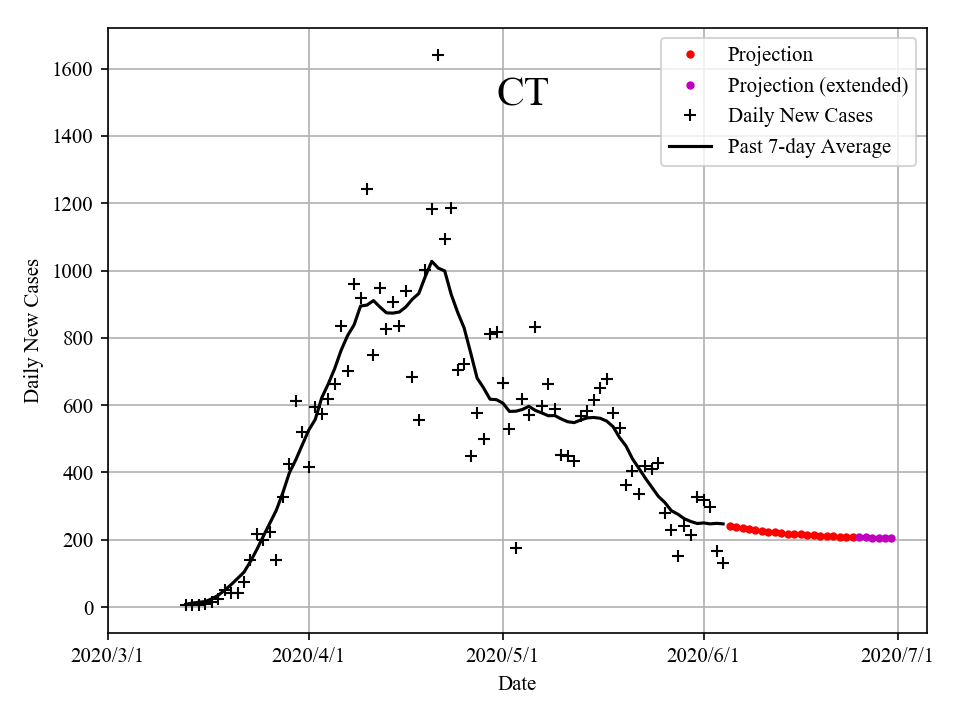 CT
Projection
Projection (extended)
Daily New Cases
Past 7-day Average
Daily New Cases
1600
1400
1200
1000
800
600
400
200
0
2020/3/1 2020/4/1 2020/5/1 2020/6/1 2020/7/1
Date